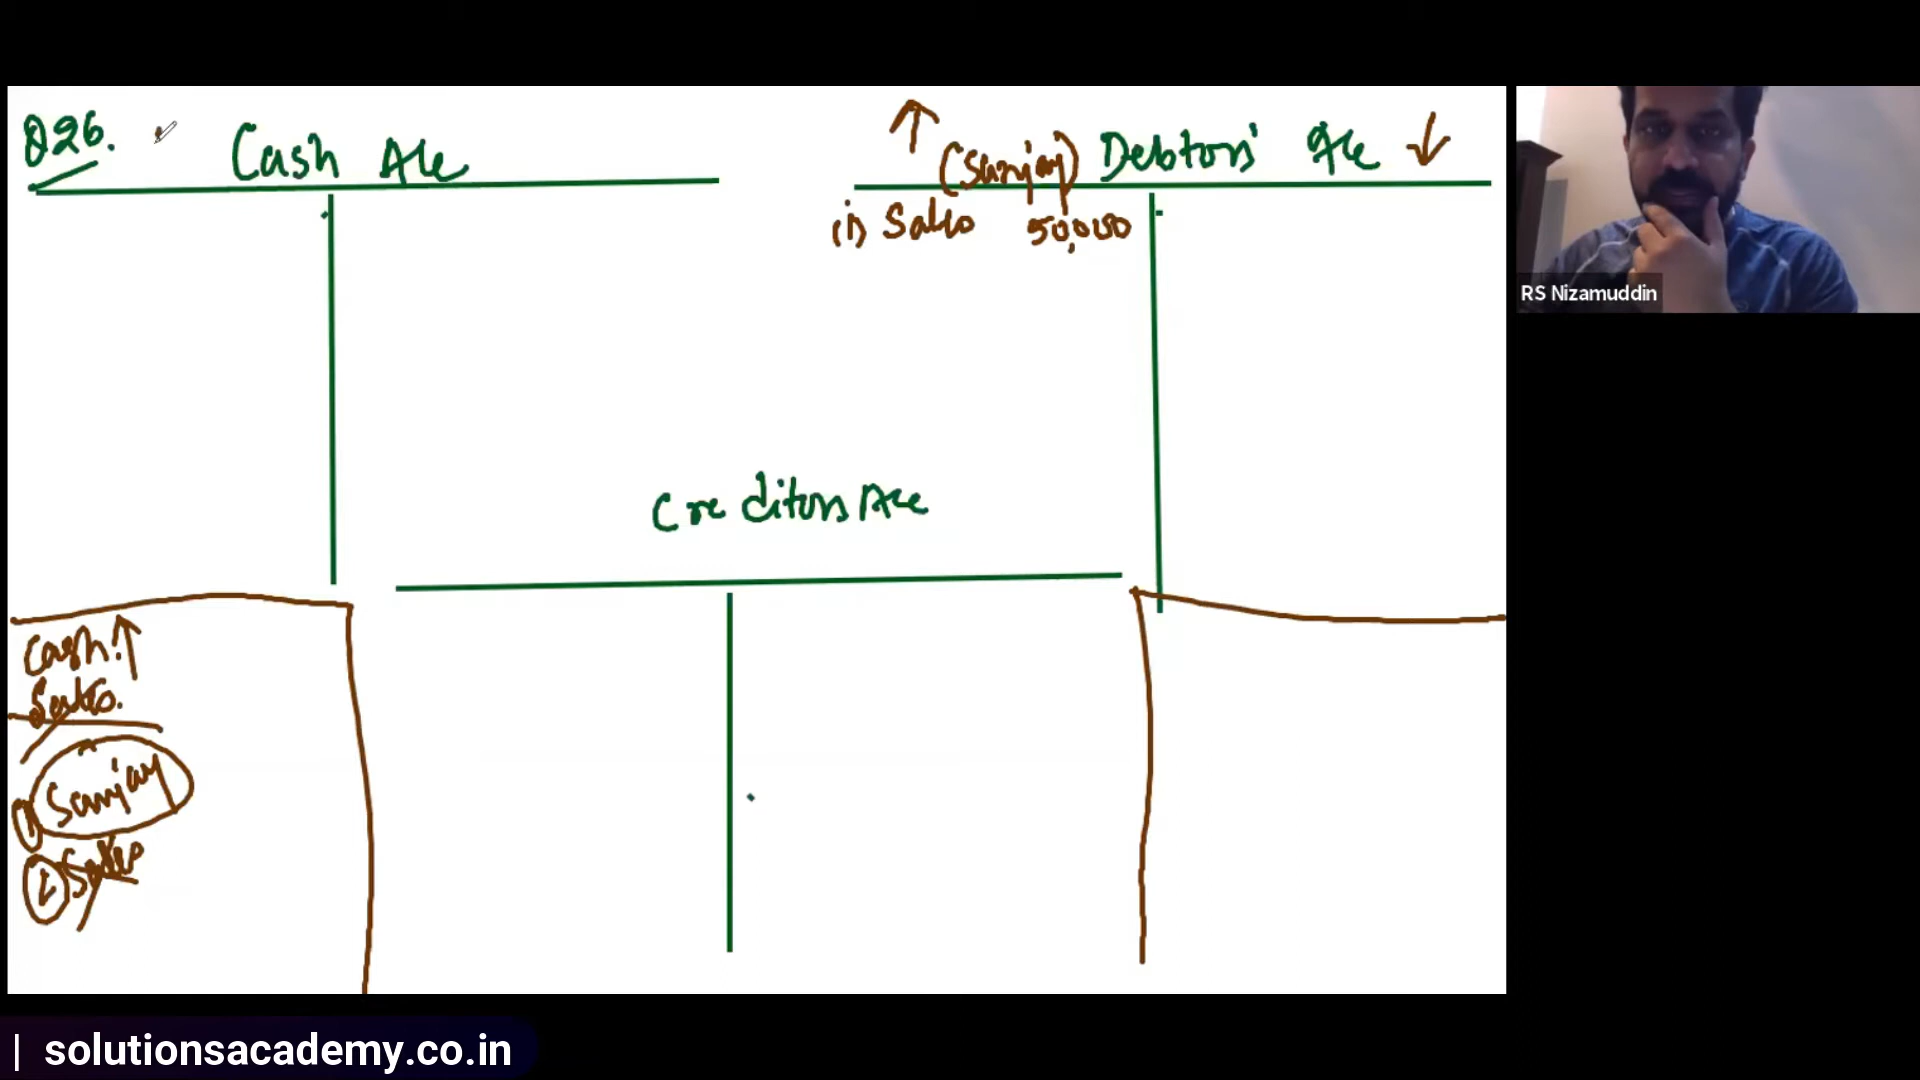 Q26. Cash A/c
(Sanjay) Debtors' A/c
(i) Sales 50,000
Creditors A/c
Cash
Sales.
1 Sanjay
2 Sales
RS Nizamuddin
| solutionsacademy.co.in